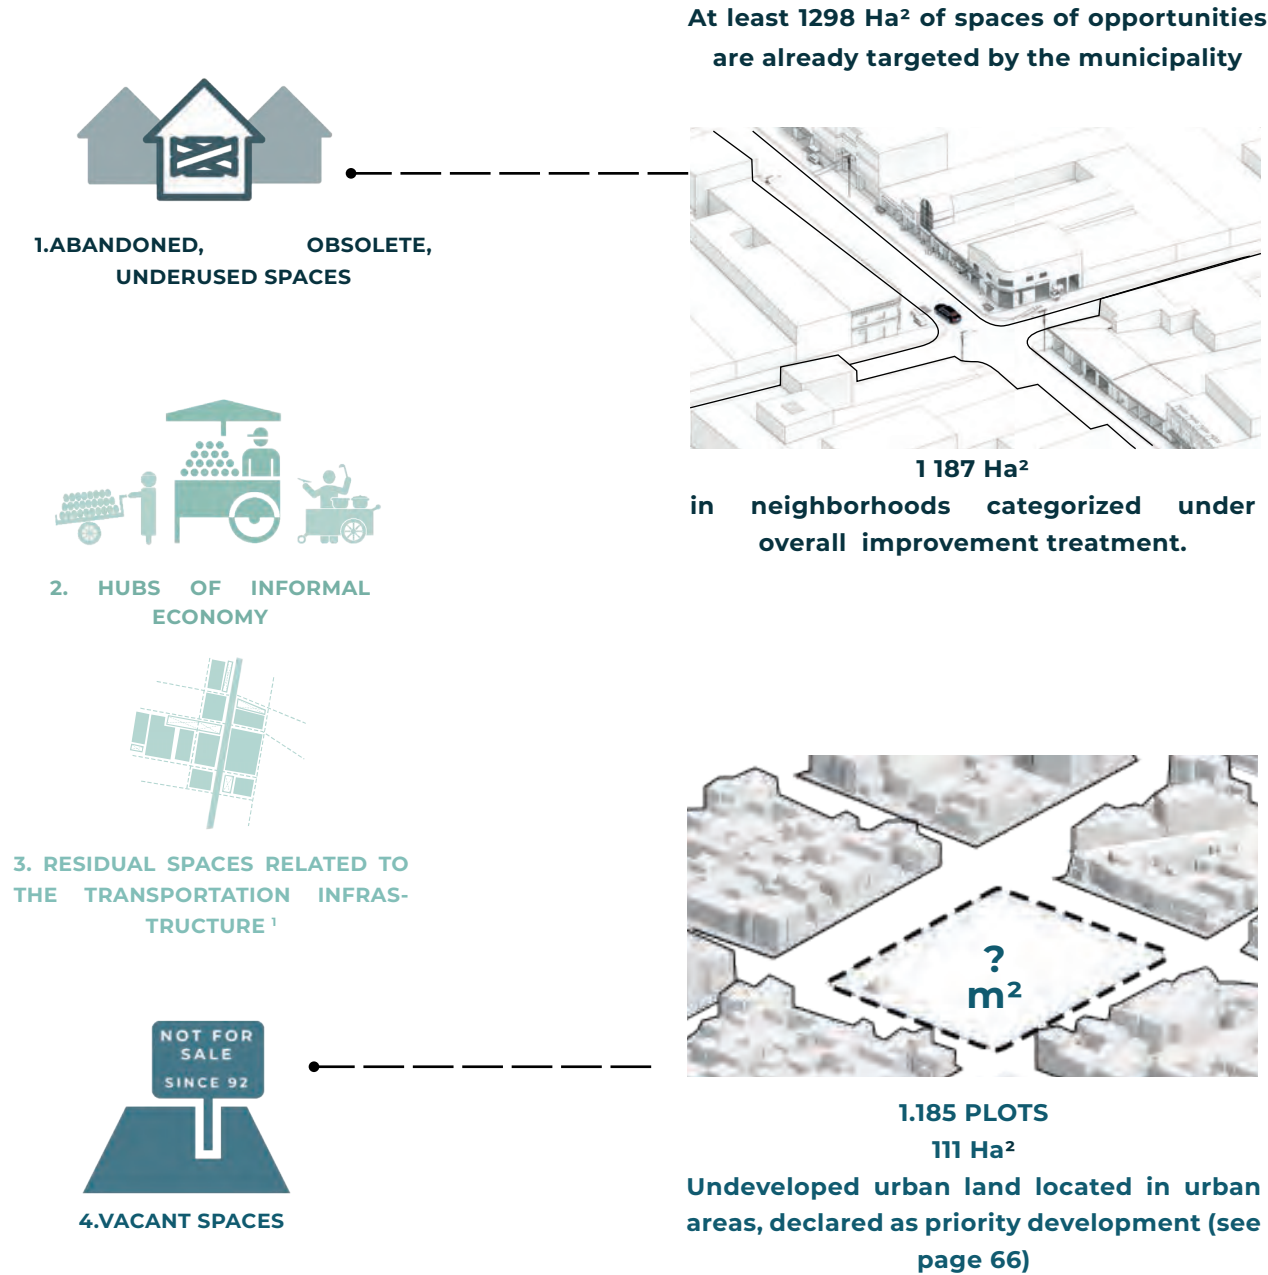 At least 1298 Ha² of spaces of opportunities
are already targeted by the municipality
1.ABANDONED, OBSOLETE,
UNDERUSED SPACES
1 187 Ha²
in neighborhoods categorized under
overall improvement treatment.
2. HUBS OF INFORMAL
ECONOMY
3. RESIDUAL SPACES RELATED TO
THE TRANSPORTATION INFRAS-
TRUCTURE ¹
?
m²
NOT FOR
SALE
SINCE 92
4.VACANT SPACES
1.185 PLOTS
111 Ha²
Undeveloped urban land located in urban
areas, declared as priority development (see
page 66)